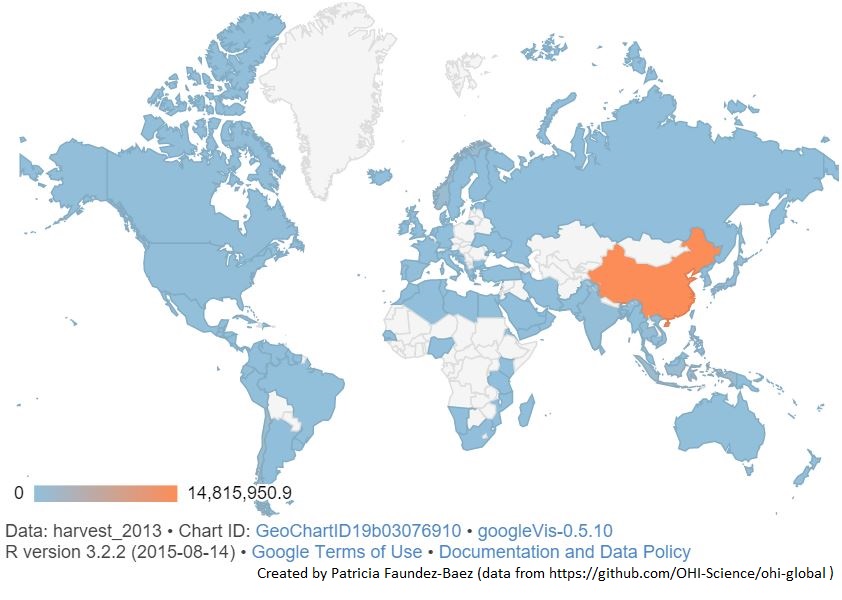 0 14,815,950.9
Data: harvest_2013 • Chart ID: GeoChartID19b03076910 • googleVis-0.5.10
R version 3.2.2 (2015-08-14) • Google Terms of Use • Documentation and Data Policy
Created by Patricia Faundez-Baez (data from https://github.com/OHI-Science/ohi-global )